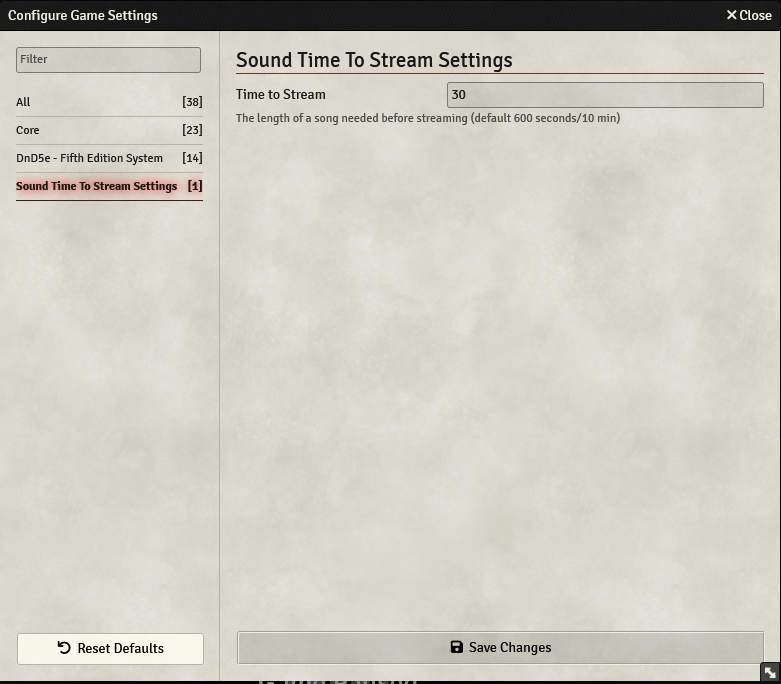 Configure Game Settings
Close
Filter
All [38]
Core [23]
DnD5e - Fifth Edition System [14]
Sound Time To Stream Settings [1]
Sound Time To Stream Settings
Time to Stream 30
The length of a song needed before streaming (default 600 seconds/10 min)
Reset Defaults
Save Changes